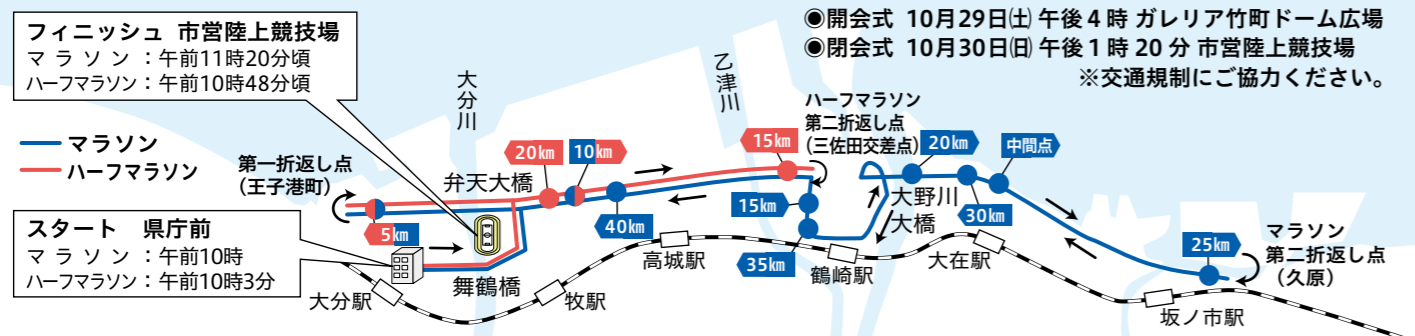 フィニッシュ 市営陸上競技場
マラソン：午前11時20分頃
ハーフマラソン：午前10時48分頃
◉開会式 10月29日㈯ 午後4時 ガレリア竹町ドーム広場
◉閉会式 10月30日㈰ 午後1時20分 市営陸上競技場
※交通規制にご協力ください。
マラソン
ハーフマラソン
大分川
乙津川
第一折返し点
（王子港町）
弁天大橋
20km
10km
15km
ハーフマラソン
第二折返し点
（三佐田交差点）
20km
中間点
5km
40km
15km
35km
大野川
大橋
30km
25km
マラソン
第二折返し点
（久原）
スタート 県庁前
マラソン：午前10時
ハーフマラソン：午前10時3分
大分駅
舞鶴橋
牧駅
高城駅
鶴崎駅
大在駅
坂ノ市駅